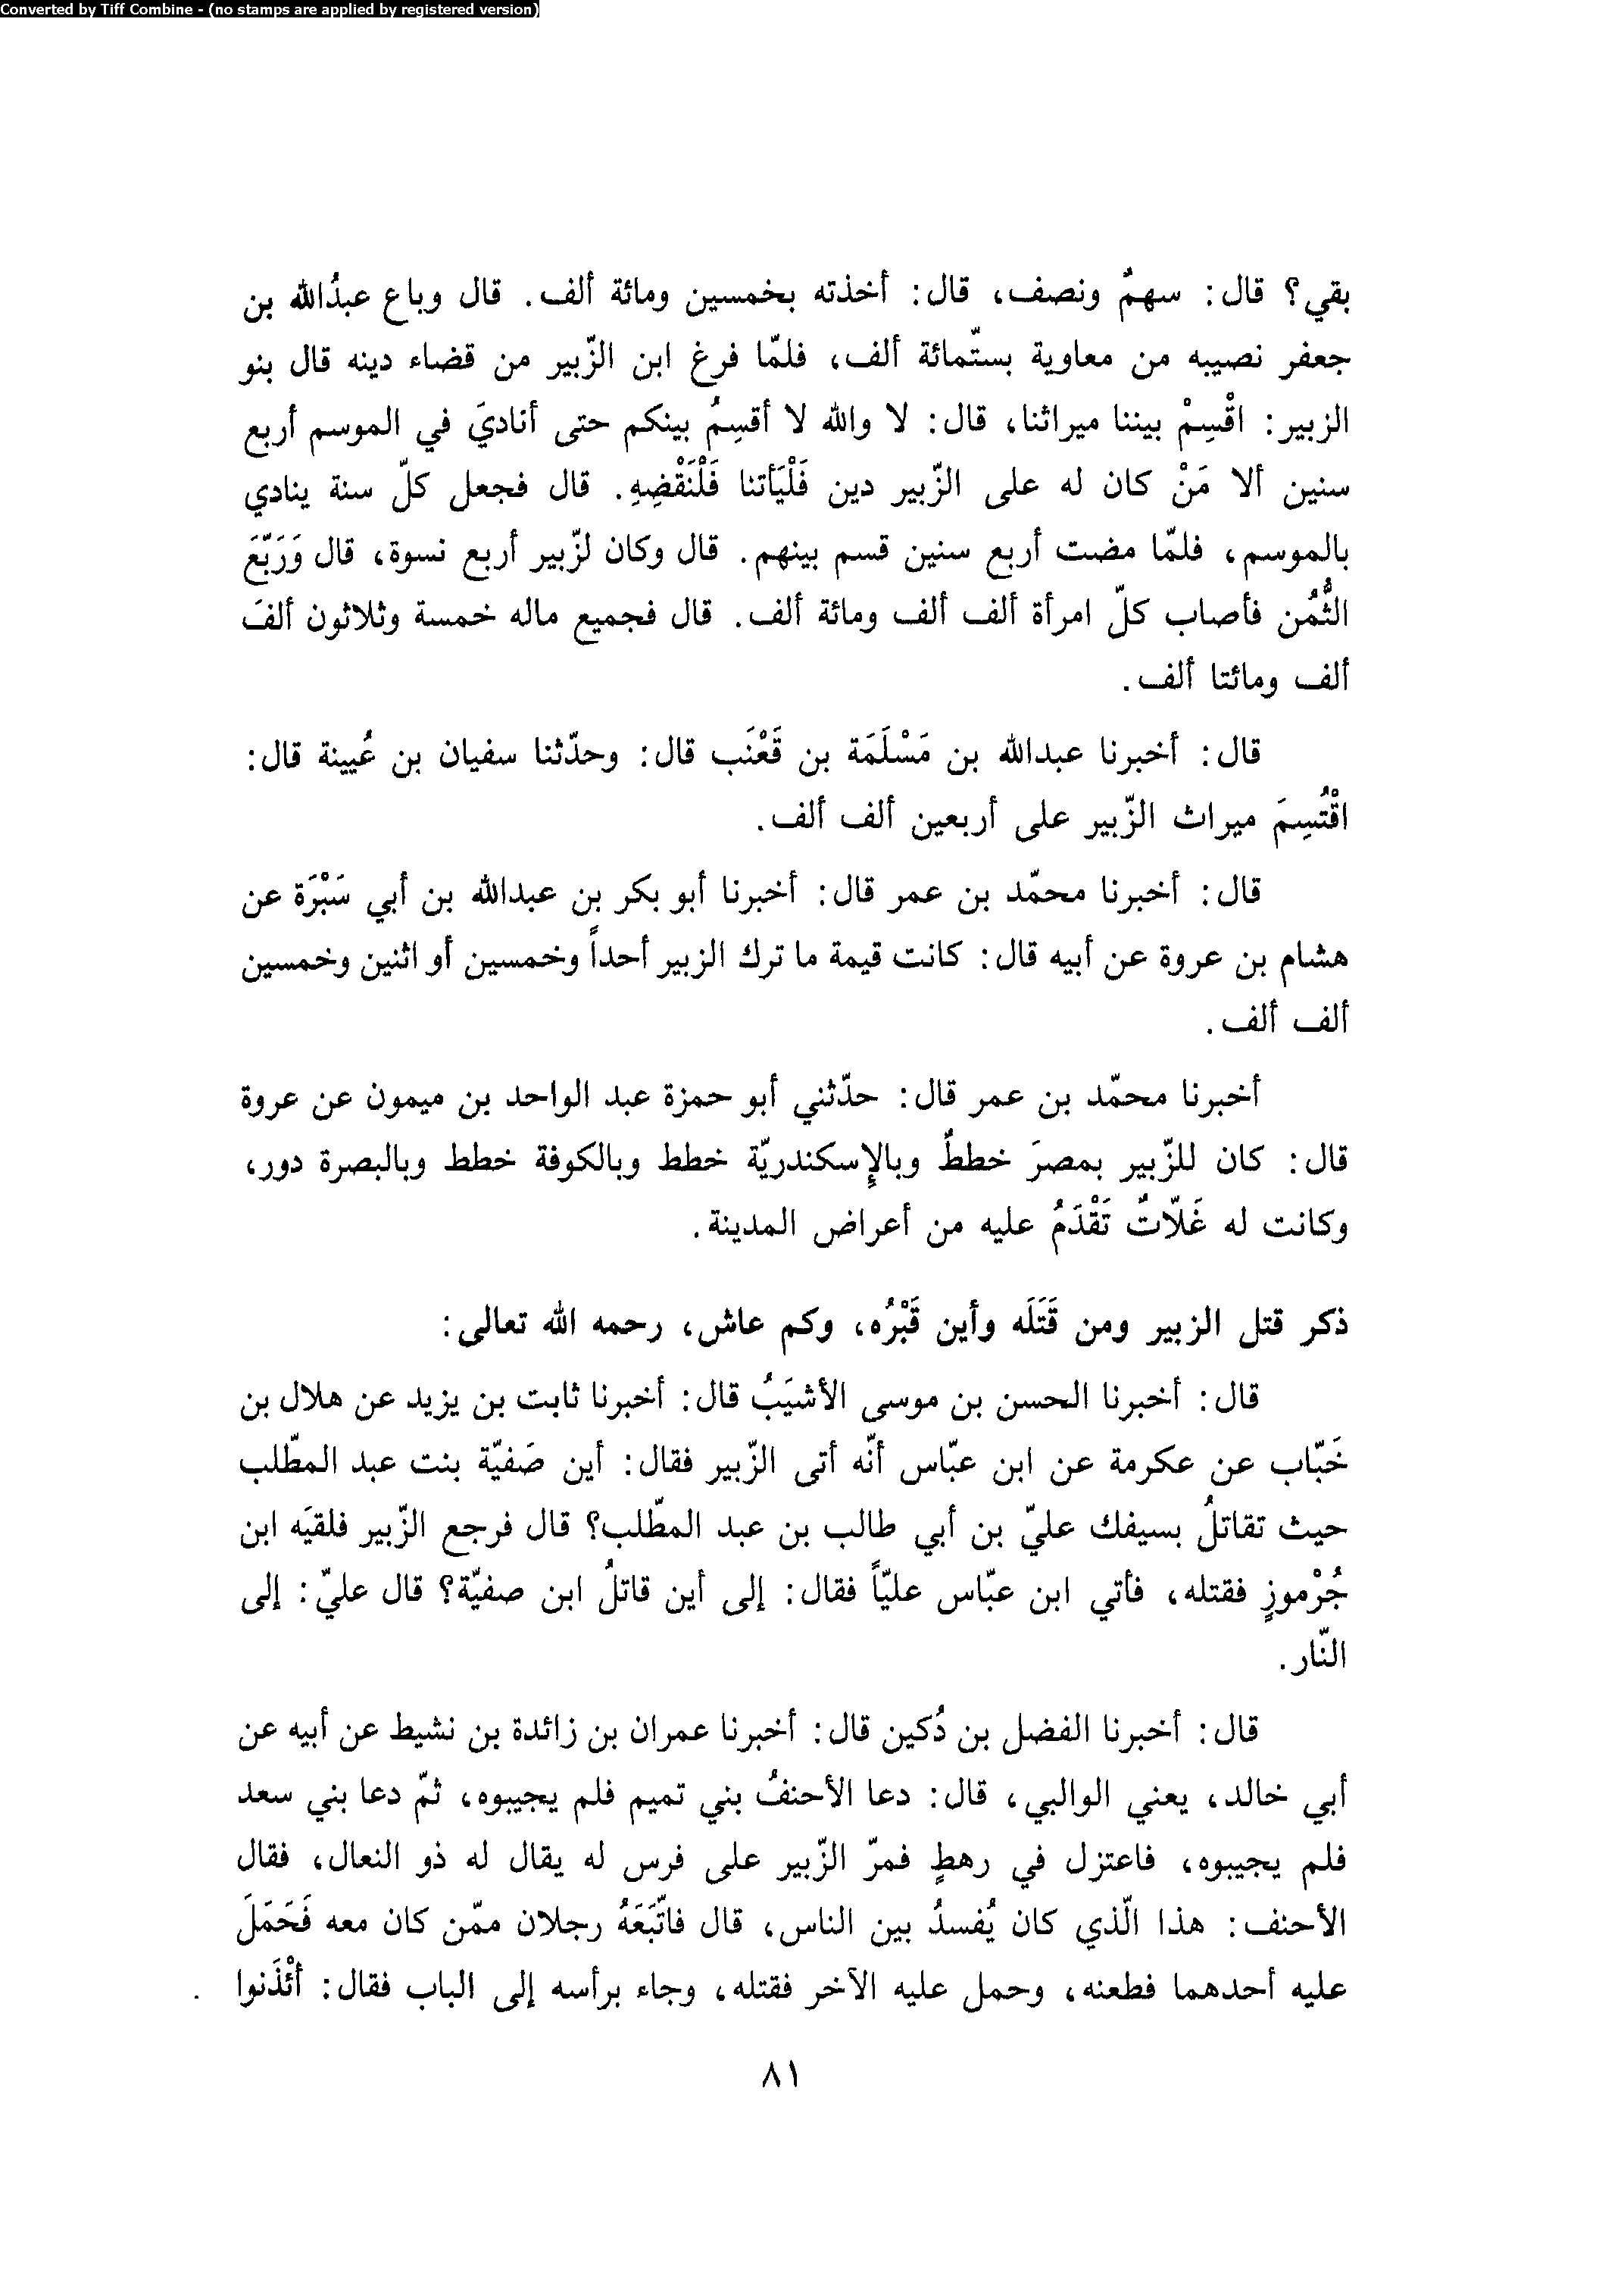 Converted by Tiff Combine - (no stamps are applied by registered version)
بقي؟ قال: سهمٌ ونصف، قال: أخذته بخمسين ومائة ألف. قال وباع عبدُالله بن
جعفر نصيبه من معاوية بستّمائة ألف، فلمّا فرغ ابن الزّبير من قضاء دينه قال بنو
الزبير: اقْسِمْ بيننا ميراثنا، قال: لا والله لا أقسِمُ بينكم حتى أناديَ في الموسم أربع
سنين ألا مَنْ كان له على الزّبير دين فَلْيَأتنا فَلْنَقْضِهِ. قال فجعل كلّ سنة ينادي
بالموسم، فلمّا مضت أربع سنين قسم بينهم. قال وكان لزّبير أربع نسوة، قال وَرَبّعَ
الثُّمُن فأصاب كلّ امرأة ألف ألف ومائة ألف. قال فجميع ماله خمسة وثلاثون ألفَ
ألف ومائتا ألف.
قال: أخبرنا عبدالله بن مَسْلَمَة بن قَعْنَب قال: وحدّثنا سفيان بن عُيينة قال:
اقْتُسِمَ ميراث الزّبير على أربعين ألف ألف.
قال: أخبرنا محمّد بن عمر قال: أخبرنا أبو بكر بن عبدالله بن أبي سَبْرَة عن
هشام بن عروة عن أبيه قال: كانت قيمة ما ترك الزبير أحداً وخمسين أو اثنين وخمسين
ألف ألف.
أخبرنا محمّد بن عمر قال: حدّثني أبو حمزة عبد الواحد بن ميمون عن عروة
قال: كان للزّبير بمصرَ خططٌ وبالإسكندريّة خطط وبالكوفة خطط وبالبصرة دور،
وكانت له غَلّاتٌ تَقْدَمُ عليه من أعراض المدينة.
ذكر قتل الزبير ومن قَتَلَه وأين قَبْرُه، وكم عاش، رحمه الله تعالى:
قال: أخبرنا الحسن بن موسى الأشيَبُ قال: أخبرنا ثابت بن يزيد عن هلال بن
خَبّاب عن عكرمة عن ابن عبّاس أنّه أتى الزّبير فقال: أين صَفيّة بنت عبد المطّلب
حيث تقاتلُ بسيفك عليّ بن أبي طالب بن عبد المطّلب؟ قال فرجع الزّبير فلقيَه ابن
جُرْموزٍ فقتله، فأتي ابن عبّاس عليّاً فقال: إلى أين قاتلُ ابن صفيّة؟ قال عليّ: إلى
النّار.
قال: أخبرنا الفضل بن دُكين قال: أخبرنا عمران بن زائدة بن نشيط عن أبيه عن
أبي خالد، يعني الوالبي، قال: دعا الأحنفُ بني تميم فلم يجيبوه، ثمّ دعا بني سعد
فلم يجيبوه، فاعتزل في رهطٍ فمرّ الزّبير على فرس له يقال له ذو النعال، فقال
الأحنف: هذا الّذي كان يُفسدُ بين الناس، قال فاتّبَعَهُ رجلان ممّن كان معه فَحَمَلَ
عليه أحدهما فطعنه، وحمل عليه الآخر فقتله، وجاء برأسه إلى الباب فقال: أئْذَنوا
٨١